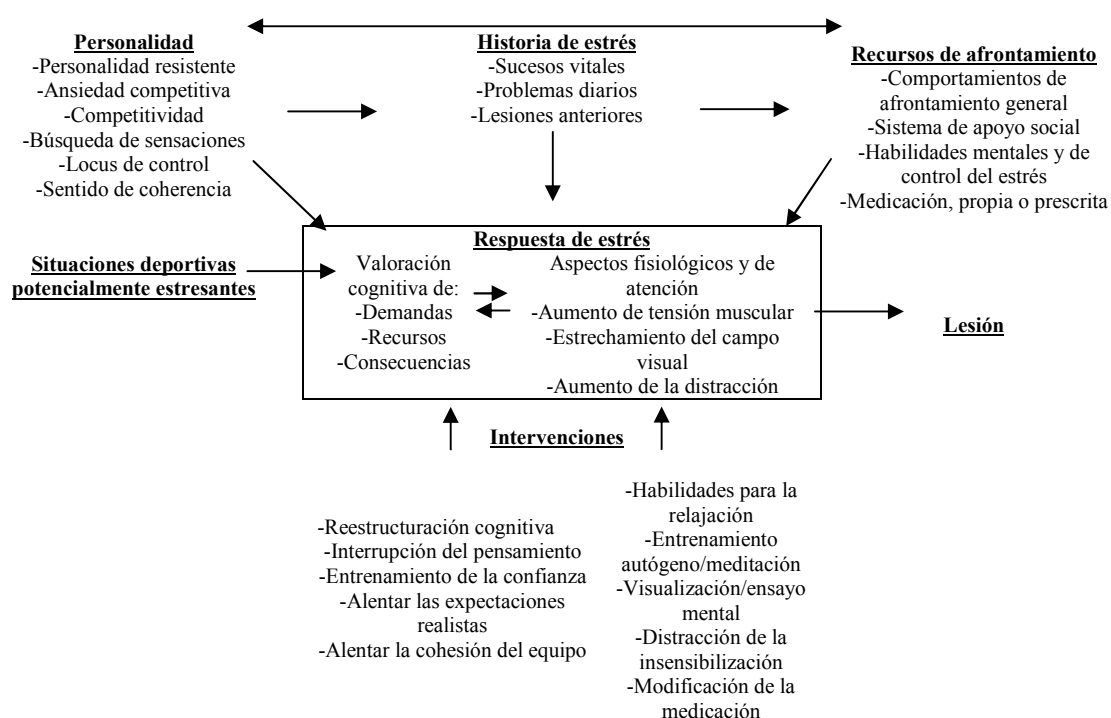 Personalidad
-Personalidad resistente
-Ansiedad competitiva
-Competitividad
-Búsqueda de sensaciones
-Locus de control
-Sentido de coherencia
Historia de estrés
-Sucesos vitales
-Problemas diarios
-Lesiones anteriores
Recursos de afrontamiento
-Comportamientos de
afrontamiento general
-Sistema de apoyo social
-Habilidades mentales y de
control del estrés
-Medicación, propia o prescrita
Situaciones deportivas
potencialmente estresantes
Respuesta de estrés
Valoración
cognitiva de:
-Demandas
-Recursos
-Consecuencias
Aspectos fisiológicos y de
atención
-Aumento de tensión muscular
-Estrechamiento del campo
visual
-Aumento de la distracción
Lesión
Intervenciones
-Reestructuración cognitiva
-Interrupción del pensamiento
-Entrenamiento de la confianza
-Alentar las expectaciones
realistas
-Alentar la cohesión del equipo
-Habilidades para la
relajación
-Entrenamiento
autógeno/meditación
-Visualización/ensayo
mental
-Distracción de la
insensibilización
-Modificación de la
medicación